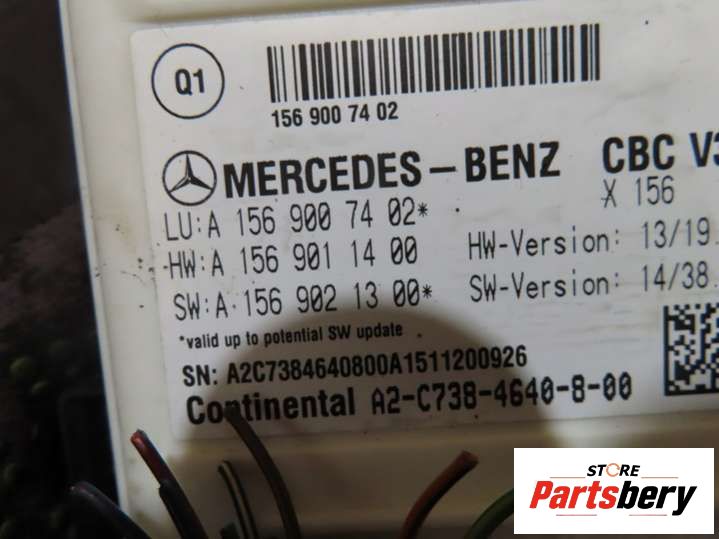 Q1
156 900 74 02
MERCEDES-BENZ CBC V3
X 156
LU:A 156 900 74 02*
HW:A 156 901 14 00 HW-Version: 13/19.
SW:A 156 902 13 00* SW-Version: 14/38.
*valid up to potential SW update
SN: A2C7384640800A1511200926
Continental A2-C738-4640-8-00
STORE
Partsbery